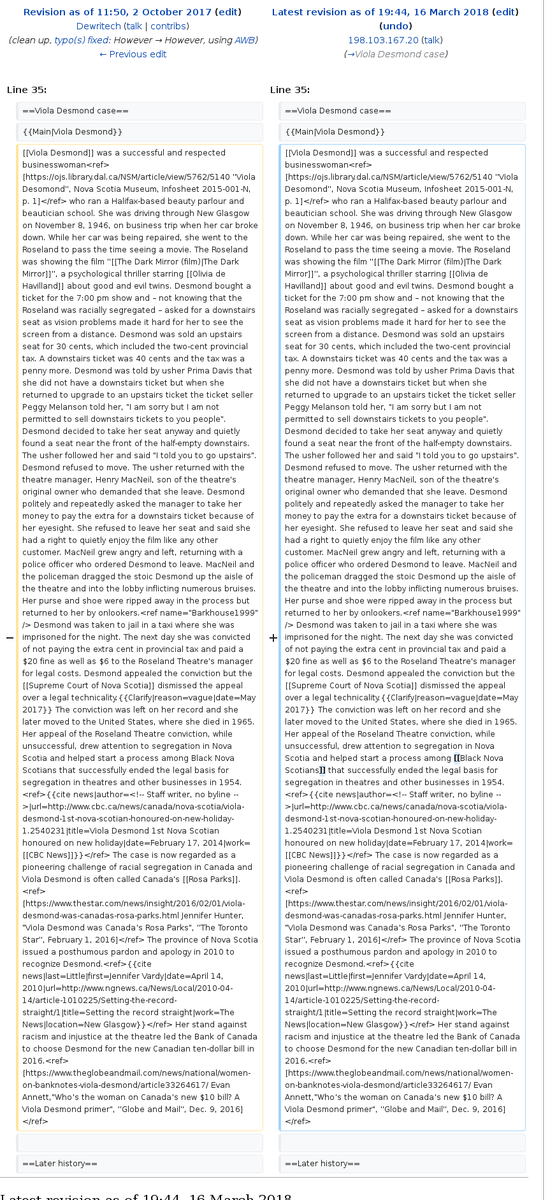 Revision as of 11:50, 2 October 2017 (edit)
Dewritech (talk | contribs)
(clean up, typo(s) fixed: However → However, using AWB)
← Previous edit
Latest revision as of 19:44, 16 March 2018 (edit)
(undo)
198.103.167.20 (talk)
(→Viola Desmond case)
Line 35:
==Viola Desmond case==
{{Main|Viola Desmond}}
[[Viola Desmond]] was a successful and respected
businesswoman<ref>
[https://ojs.library.dal.ca/NSM/article/view/5762/5140 "Viola
Desomond", Nova Scotia Museum, Infosheet 2015-001-N,
p. 1]</ref> who ran a Halifax-based beauty parlour and
beautician school. She was driving through New Glasgow
on November 8, 1946, on business trip when her car broke
down. While her car was being repaired, she went to the
Roseland to pass the time seeing a movie. The Roseland
was showing the film ''[[The Dark Mirror (film)|The Dark
Mirror]]'', a psychological thriller starring [[Olivia de
Havilland]] about good and evil twins. Desmond bought a
ticket for the 7:00 pm show and – not knowing that the
Roseland was racially segregated – asked for a downstairs
seat as vision problems made it hard for her to see the
screen from a distance. Desmond was sold an upstairs
seat for 30 cents, which included the two-cent provincial
tax. A downstairs ticket was 40 cents and the tax was a
penny more. Desmond was told by usher Prima Davis that
she did not have a downstairs ticket but when she
returned to upgrade to an upstairs ticket the ticket seller
Peggy Melanson told her, "I am sorry but I am not
permitted to sell downstairs tickets to you people".
Desmond decided to take her seat anyway and quietly
found a seat near the front of the half-empty downstairs.
The usher followed her and said "I told you to go upstairs".
Desmond refused to move. The usher returned with the
theatre manager, Henry MacNeil, son of the theatre's
original owner who demanded that she leave. Desmond
politely and repeatedly asked the manager to take her
money to pay the extra for a downstairs ticket because of
her eyesight. She refused to leave her seat and said she
had a right to quietly enjoy the film like any other
customer. MacNeil grew angry and left, returning with a
police officer who ordered Desmond to leave. MacNeil and
the policeman dragged the stoic Desmond up the aisle of
the theatre and into the lobby inflicting numerous bruises.
Her purse and shoe were ripped away in the process but
returned to her by onlookers.<ref name="Barkhouse1999"
− /> Desmond was taken to jail in a taxi where she was
imprisoned for the night. The next day she was convicted
of not paying the extra cent in provincial tax and paid a
$20 fine as well as $6 to the Roseland Theatre's manager
for legal costs. Desmond appealed the conviction but the
[[Supreme Court of Nova Scotia]] dismissed the appeal
over a legal technicality.{{Clarify|reason=vague|date=May
2017}} The conviction was left on her record and she
later moved to the United States, where she died in 1965.
Her appeal of the Roseland Theatre conviction, while
unsuccessful, drew attention to segregation in Nova
Scotia and helped start a process among Black Nova
Scotians that successfully ended the legal basis for
segregation in theatres and other businesses in 1954.
<ref>{{cite news|author=<!-- Staff writer, no byline --
>|url=http://www.cbc.ca/news/canada/nova-scotia/viola-
desmond-1st-nova-scotian-honoured-on-new-holiday-
1.2540231|title=Viola Desmond 1st Nova Scotian
honoured on new holiday|date=February 17, 2014|work=
[[CBC News]]}}</ref> The case is now regarded as a
pioneering challenge of racial segregation in Canada and
Viola Desmond is often called Canada's [[Rosa Parks]].
<ref>
[https://www.thestar.com/news/insight/2016/02/01/viola-
desmond-was-canadas-rosa-parks.html Jennifer Hunter,
"Viola Desmond was Canada's Rosa Parks", ''The Toronto
Star'', February 1, 2016]</ref> The province of Nova Scotia
issued a posthumous pardon and apology in 2010 to
recognize Desmond.<ref>{{cite
news|last=Little|first=Jennifer Vardy|date=April 14,
2010|url=http://www.ngnews.ca/News/Local/2010-04-
14/article-1010225/Setting-the-record-
straight/1|title=Setting the record straight|work=The
News|location=New Glasgow}}</ref> Her stand against
racism and injustice at the theatre led the Bank of Canada
to choose Desmond for the new Canadian ten-dollar bill in
2016.<ref>
[https://www.theglobeandmail.com/news/national/women-
on-banknotes-viola-desmond/article33264617/ Evan
Annett,"Who's the woman on Canada's new $10 bill? A
Viola Desmond primer", ''Globe and Mail'', Dec. 9, 2016]
</ref>
==Later history==
Line 35:
==Viola Desmond case==
{{Main|Viola Desmond}}
[[Viola Desmond]] was a successful and respected
businesswoman<ref>
[https://ojs.library.dal.ca/NSM/article/view/5762/5140 "Viola
Desomond", Nova Scotia Museum, Infosheet 2015-001-N,
p. 1]</ref> who ran a Halifax-based beauty parlour and
beautician school. She was driving through New Glasgow
on November 8, 1946, on business trip when her car broke
down. While her car was being repaired, she went to the
Roseland to pass the time seeing a movie. The Roseland
was showing the film ''[[The Dark Mirror (film)|The Dark
Mirror]]'', a psychological thriller starring [[Olivia de
Havilland]] about good and evil twins. Desmond bought a
ticket for the 7:00 pm show and – not knowing that the
Roseland was racially segregated – asked for a downstairs
seat as vision problems made it hard for her to see the
screen from a distance. Desmond was sold an upstairs
seat for 30 cents, which included the two-cent provincial
tax. A downstairs ticket was 40 cents and the tax was a
penny more. Desmond was told by usher Prima Davis that
she did not have a downstairs ticket but when she
returned to upgrade to an upstairs ticket the ticket seller
Peggy Melanson told her, "I am sorry but I am not
permitted to sell downstairs tickets to you people".
Desmond decided to take her seat anyway and quietly
found a seat near the front of the half-empty downstairs.
The usher followed her and said "I told you to go upstairs".
Desmond refused to move. The usher returned with the
theatre manager, Henry MacNeil, son of the theatre's
original owner who demanded that she leave. Desmond
politely and repeatedly asked the manager to take her
money to pay the extra for a downstairs ticket because of
her eyesight. She refused to leave her seat and said she
had a right to quietly enjoy the film like any other
customer. MacNeil grew angry and left, returning with a
police officer who ordered Desmond to leave. MacNeil and
the policeman dragged the stoic Desmond up the aisle of
the theatre and into the lobby inflicting numerous bruises.
Her purse and shoe were ripped away in the process but
returned to her by onlookers.<ref name="Barkhouse1999"
+ /> Desmond was taken to jail in a taxi where she was
imprisoned for the night. The next day she was convicted
of not paying the extra cent in provincial tax and paid a
$20 fine as well as $6 to the Roseland Theatre's manager
for legal costs. Desmond appealed the conviction but the
[[Supreme Court of Nova Scotia]] dismissed the appeal
over a legal technicality.{{Clarify|reason=vague|date=May
2017}} The conviction was left on her record and she
later moved to the United States, where she died in 1965.
Her appeal of the Roseland Theatre conviction, while
unsuccessful, drew attention to segregation in Nova
Scotia and helped start a process among [[Black Nova
Scotians]] that successfully ended the legal basis for
segregation in theatres and other businesses in 1954.
<ref>{{cite news|author=<!-- Staff writer, no byline --
>|url=http://www.cbc.ca/news/canada/nova-scotia/viola-
desmond-1st-nova-scotian-honoured-on-new-holiday-
1.2540231|title=Viola Desmond 1st Nova Scotian
honoured on new holiday|date=February 17, 2014|work=
[[CBC News]]}}</ref> The case is now regarded as a
pioneering challenge of racial segregation in Canada and
Viola Desmond is often called Canada's [[Rosa Parks]].
<ref>
[https://www.thestar.com/news/insight/2016/02/01/viola-
desmond-was-canadas-rosa-parks.html Jennifer Hunter,
"Viola Desmond was Canada's Rosa Parks", ''The Toronto
Star'', February 1, 2016]</ref> The province of Nova Scotia
issued a posthumous pardon and apology in 2010 to
recognize Desmond.<ref>{{cite
news|last=Little|first=Jennifer Vardy|date=April 14,
2010|url=http://www.ngnews.ca/News/Local/2010-04-
14/article-1010225/Setting-the-record-
straight/1|title=Setting the record straight|work=The
News|location=New Glasgow}}</ref> Her stand against
racism and injustice at the theatre led the Bank of Canada
to choose Desmond for the new Canadian ten-dollar bill in
2016.<ref>
[https://www.theglobeandmail.com/news/national/women-
on-banknotes-viola-desmond/article33264617/ Evan
Annett,"Who's the woman on Canada's new $10 bill? A
Viola Desmond primer", ''Globe and Mail'', Dec. 9, 2016]
</ref>
==Later history==
Latest revision as of 19:44, 16 March 2018